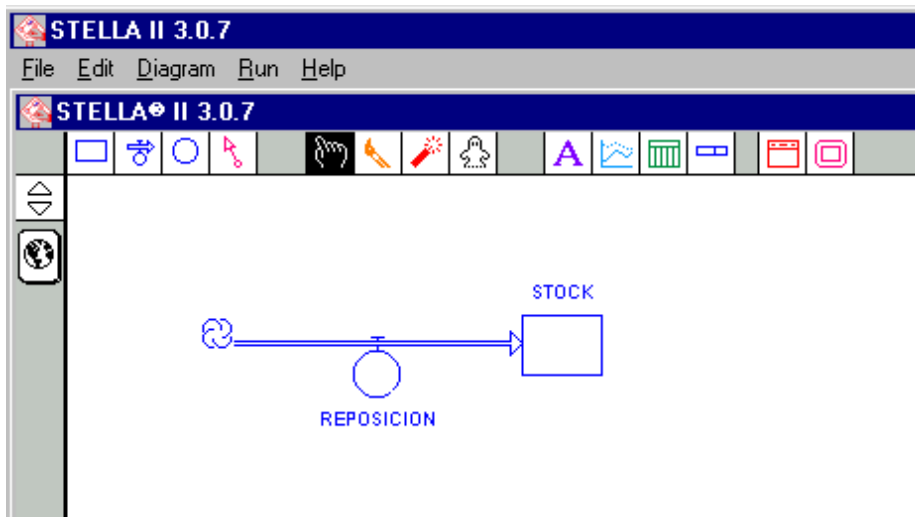 STELLA II 3.0.7
File Edit Diagram Run Help
STELLA® II 3.0.7
A
STOCK
REPOSICION